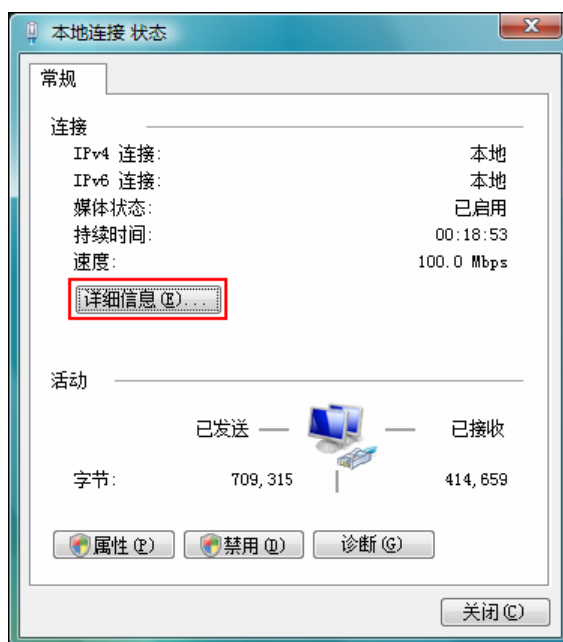 本地连接 状态
常规
连接
IPv4 连接: 本地
IPv6 连接: 本地
媒体状态: 已启用
持续时间: 00:18:53
速度: 100.0 Mbps
详细信息(E)...
活动
已发送 — — 已接收
字节: 709,315 | 414,659
属性(P) 禁用(D) 诊断(G)
关闭(C)